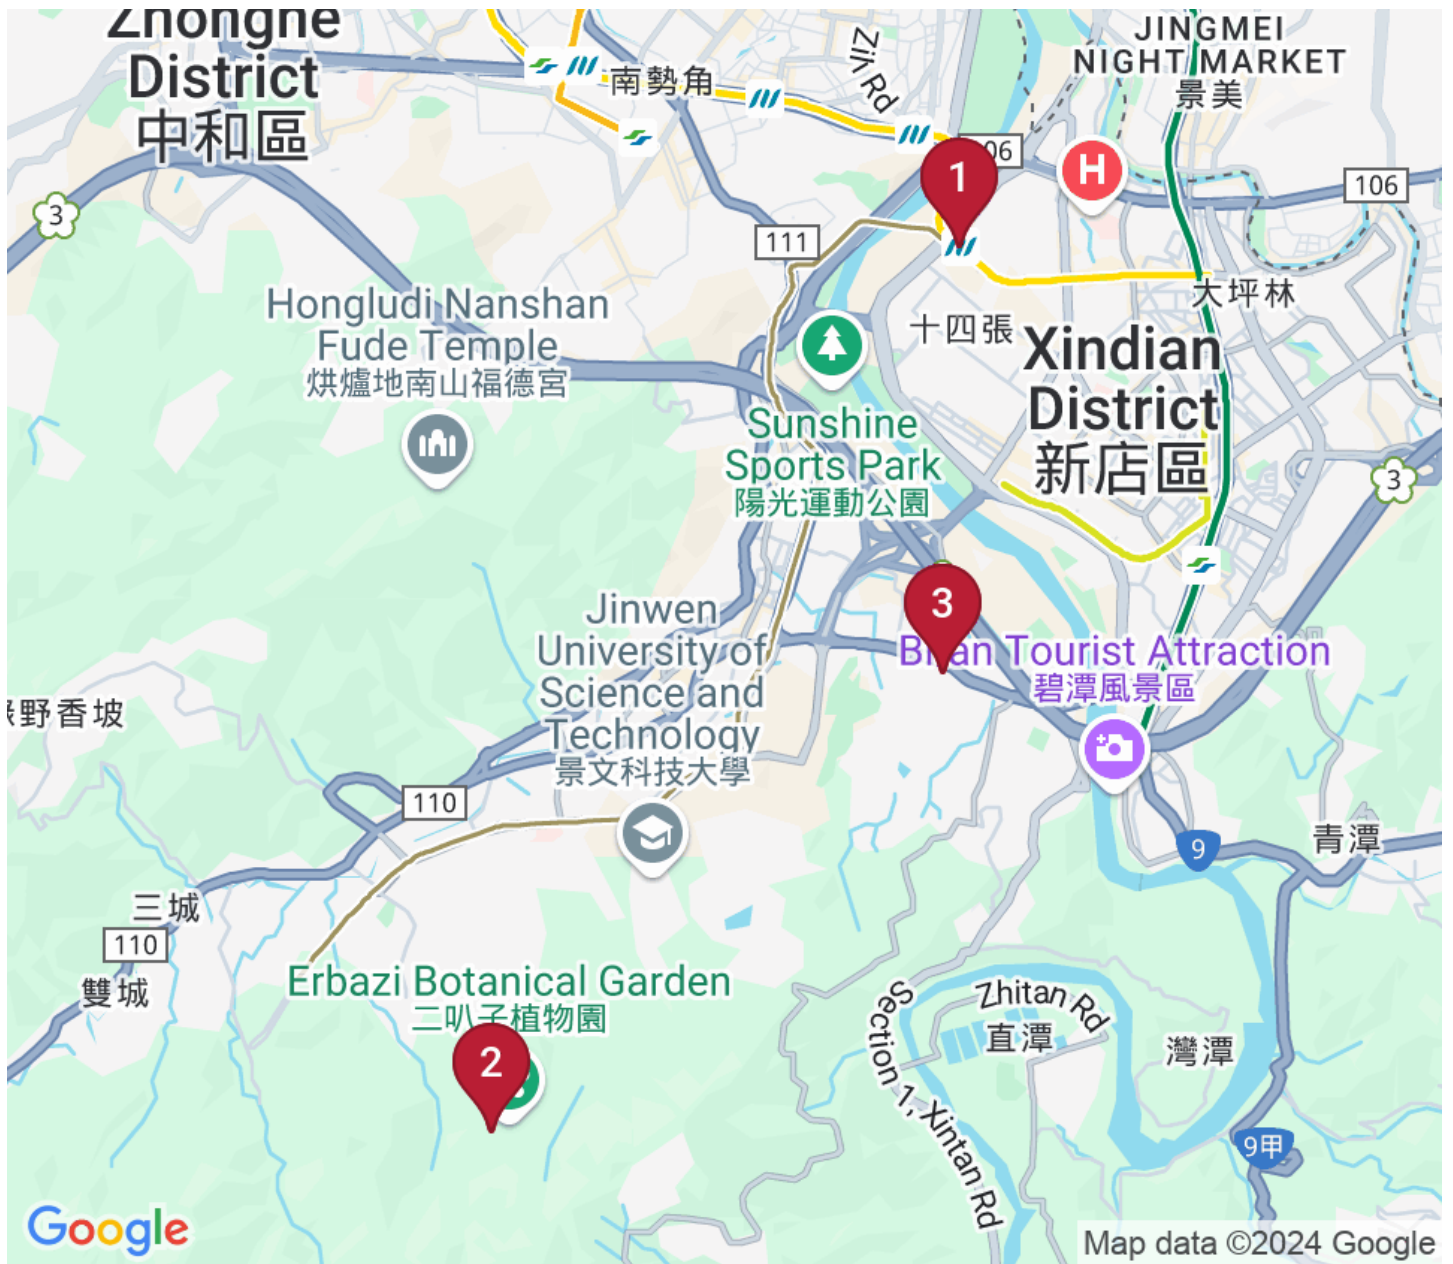 Zhonghe
District
中和區
JINGMEI
NIGHT MARKET
景美
南勢角
Zik Rd
106
1
H
106
3
111
大坪林
Hongludi Nanshan
Fude Temple
烘爐地南山福德宮
十四張
Xindian
District
新店區
Sunshine
Sports Park
陽光運動公園
3
3
Jinwen
University of
Science and
Technology
景文科技大學
Bitan Tourist Attraction
碧潭風景區
野香坡
110
9
青潭
三城
110
雙城
Erbazi Botanical Garden
二叭子植物園
2
Zhitan Rd
直潭
灣潭
Section 1, Xintan Rd
9甲
Google
Map data ©2024 Google